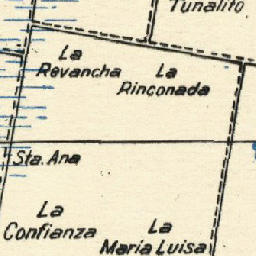 Tunalito
La
Revancha
La
Rinconada
Sta. Ana
La
Confianza
La
Maria Luisa